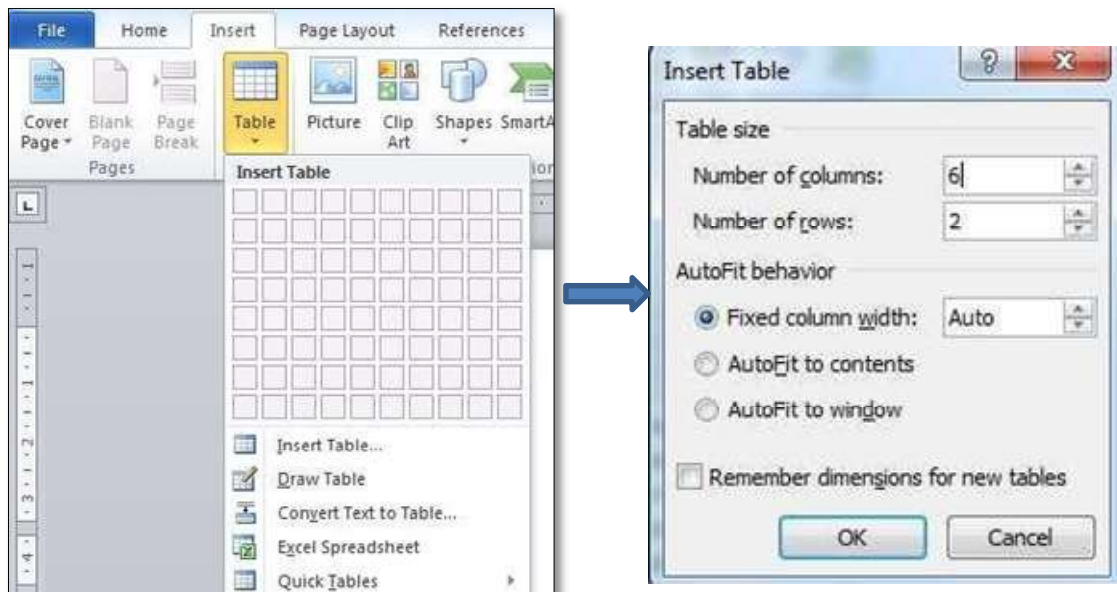 File Home Insert Page Layout References
Cover Page Blank Page Page Break Table Picture Clip Art Shapes SmartA
Pages
Insert Table
Insert Table...
Draw Table
Convert Text to Table...
Excel Spreadsheet
Quick Tables
Insert Table
Table size
Number of columns: 6
Number of rows: 2
AutoFit behavior
Fixed column width: Auto
AutoFit to contents
AutoFit to window
Remember dimensions for new tables
OK Cancel